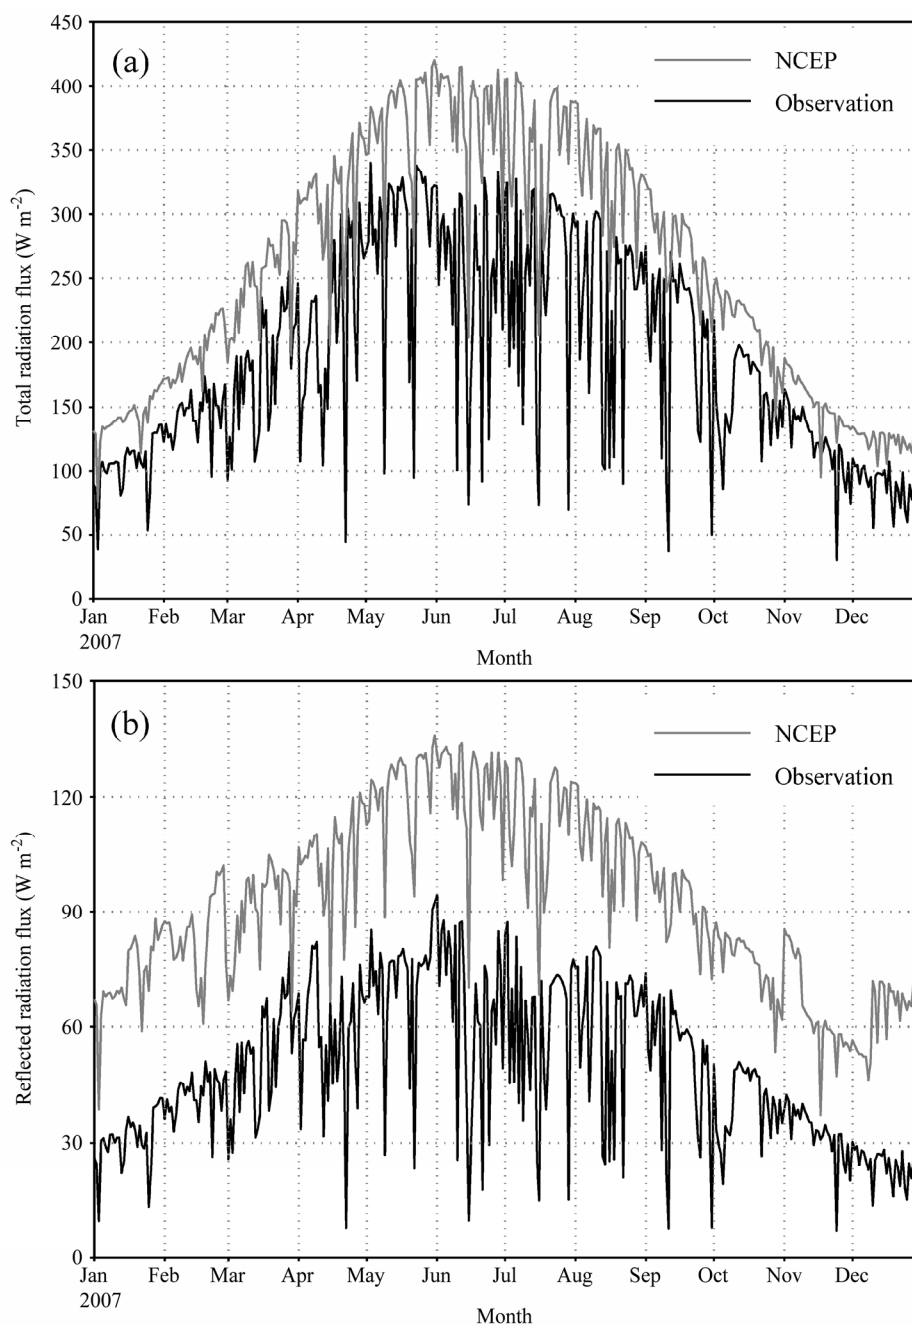 (a)
NCEP
Observation
Total radiation flux (W m⁻²)
450
400
350
300
250
200
150
100
50
0
Jan Feb Mar Apr May Jun Jul Aug Sep Oct Nov Dec
2007
Month
(b)
NCEP
Observation
Reflected radiation flux (W m⁻²)
150
120
90
60
30
0
Jan Feb Mar Apr May Jun Jul Aug Sep Oct Nov Dec
2007
Month